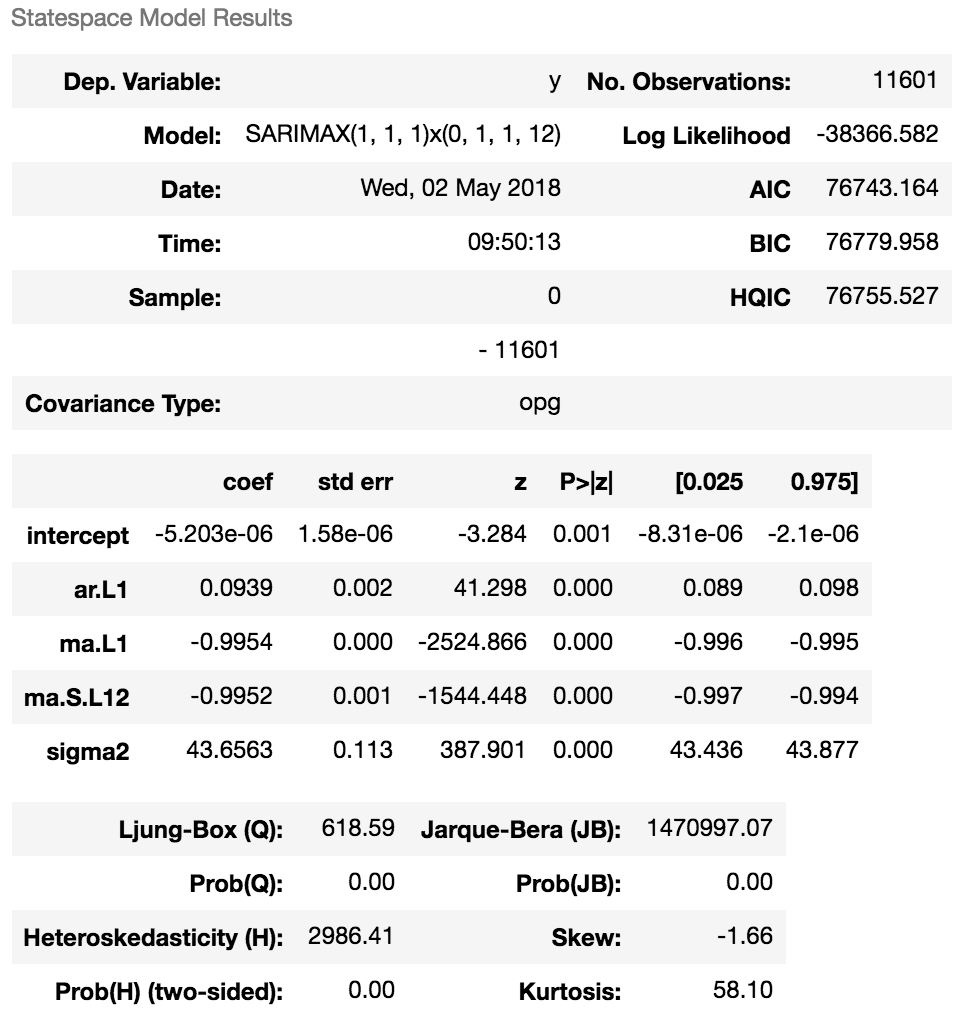 Statespace Model Results
Dep. Variable: y No. Observations: 11601
Model: SARIMAX(1, 1, 1)x(0, 1, 1, 12) Log Likelihood -38366.582
Date: Wed, 02 May 2018 AIC 76743.164
Time: 09:50:13 BIC 76779.958
Sample: 0 HQIC 76755.527
- 11601
Covariance Type: opg
coef std err z P>|z| [0.025 0.975]
intercept -5.203e-06 1.58e-06 -3.284 0.001 -8.31e-06 -2.1e-06
ar.L1 0.0939 0.002 41.298 0.000 0.089 0.098
ma.L1 -0.9954 0.000 -2524.866 0.000 -0.996 -0.995
ma.S.L12 -0.9952 0.001 -1544.448 0.000 -0.997 -0.994
sigma2 43.6563 0.113 387.901 0.000 43.436 43.877
Ljung-Box (Q): 618.59 Jarque-Bera (JB): 1470997.07
Prob(Q): 0.00 Prob(JB): 0.00
Heteroskedasticity (H): 2986.41 Skew: -1.66
Prob(H) (two-sided): 0.00 Kurtosis: 58.10